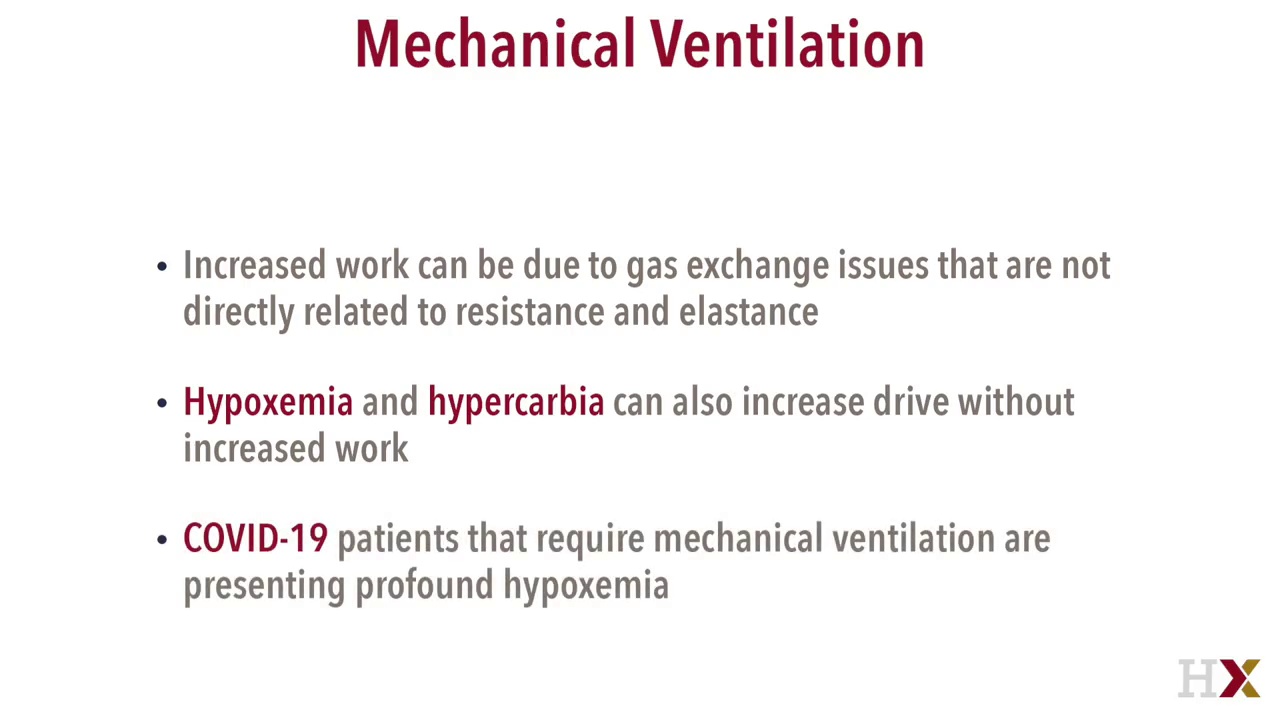 Mechanical Ventilation
• Increased work can be due to gas exchange issues that are not
directly related to resistance and elastance
• Hypoxemia and hypercarbia can also increase drive without
increased work
• COVID-19 patients that require mechanical ventilation are
presenting profound hypoxemia
HX